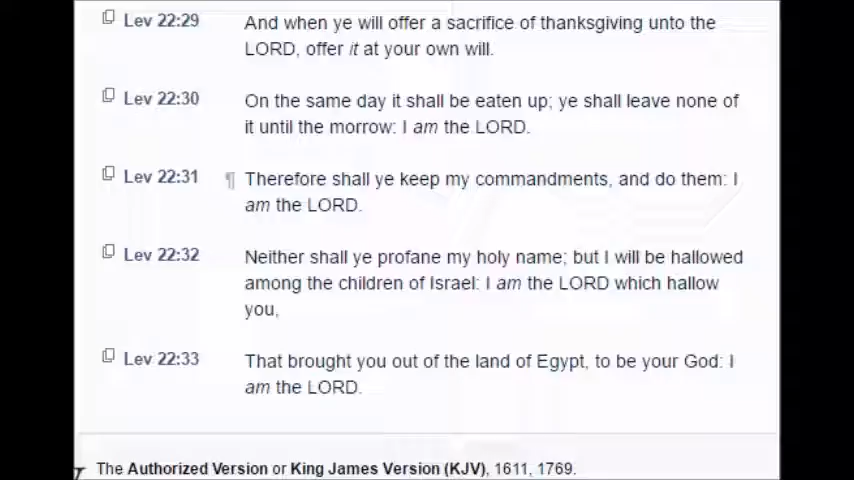 Lev 22:29 And when ye will offer a sacrifice of thanksgiving unto the
LORD, offer it at your own will.
Lev 22:30 On the same day it shall be eaten up; ye shall leave none of
it until the morrow: I am the LORD.
Lev 22:31 ¶ Therefore shall ye keep my commandments, and do them: I
am the LORD.
Lev 22:32 Neither shall ye profane my holy name; but I will be hallowed
among the children of Israel: I am the LORD which hallow
you,
Lev 22:33 That brought you out of the land of Egypt, to be your God: I
am the LORD.
The Authorized Version or King James Version (KJV), 1611, 1769.